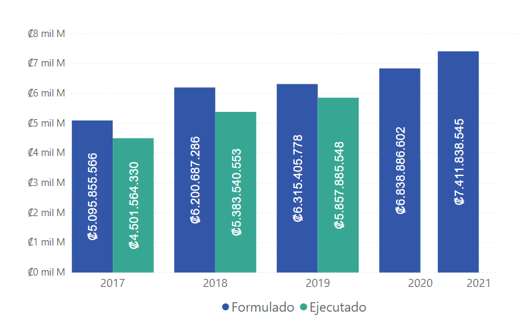 ₡8 mil M
₡7 mil M
₡6 mil M
₡5 mil M
₡4 mil M
₡3 mil M
₡2 mil M
₡1 mil M
₡0 mil M
₡5.095.855.566
₡4.501.564.330
₡6.200.687.286
₡5.383.540.553
₡6.315.405.778
₡5.857.885.548
₡6.838.886.602
₡7.411.838.545
2017 2018 2019 2020 2021
Formulado Ejecutado